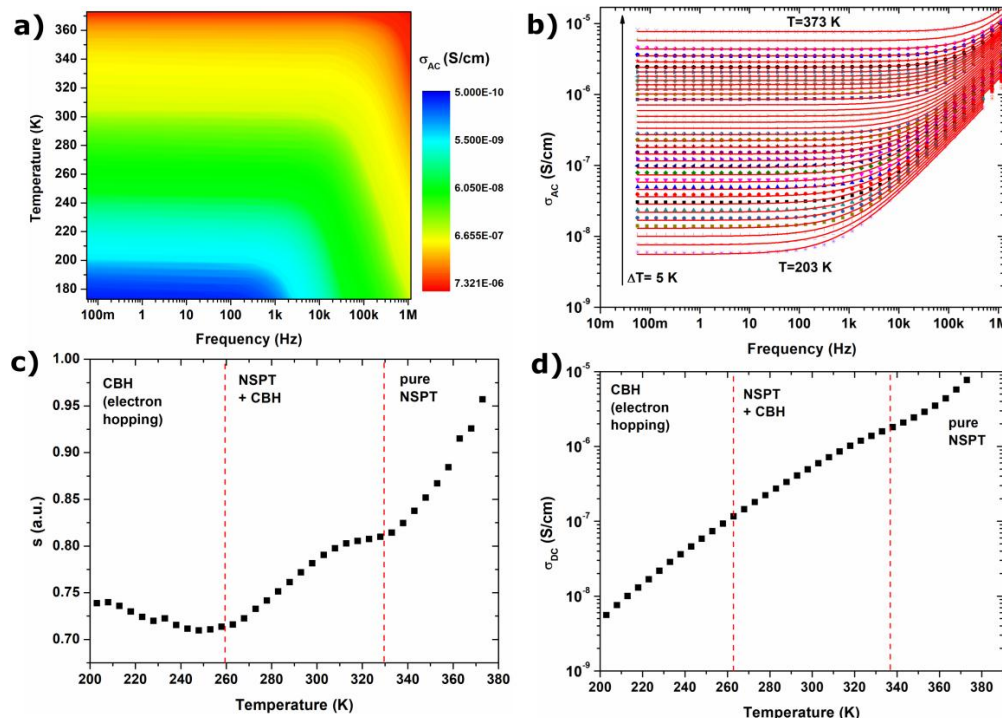 a)
360
340
320
300
280
260
240
220
200
180
Temperature (K)
100m 1 10 100 1k 10k 100k 1M
Frequency (Hz)
σAC (S/cm)
5.000E-10
5.500E-09
6.050E-08
6.655E-07
7.321E-06
b)
10-5
10-6
10-7
10-8
10-9
σAC (S/cm)
T=373 K
T=203 K
ΔT= 5 K
10m 100m 1 10 100 1k 10k 100k 1M
Frequency (Hz)
c)
1.00
0.95
0.90
0.85
0.80
0.75
0.70
s (a.u.)
CBH
(electron
hopping)
NSPT
+ CBH
pure
NSPT
200 220 240 260 280 300 320 340 360 380
Temperature (K)
d)
10-5
10-6
10-7
10-8
10-9
σDC (S/cm)
CBH
(electron
hopping)
NSPT
+ CBH
pure
NSPT
200 220 240 260 280 300 320 340 360 380
Temperature (K)